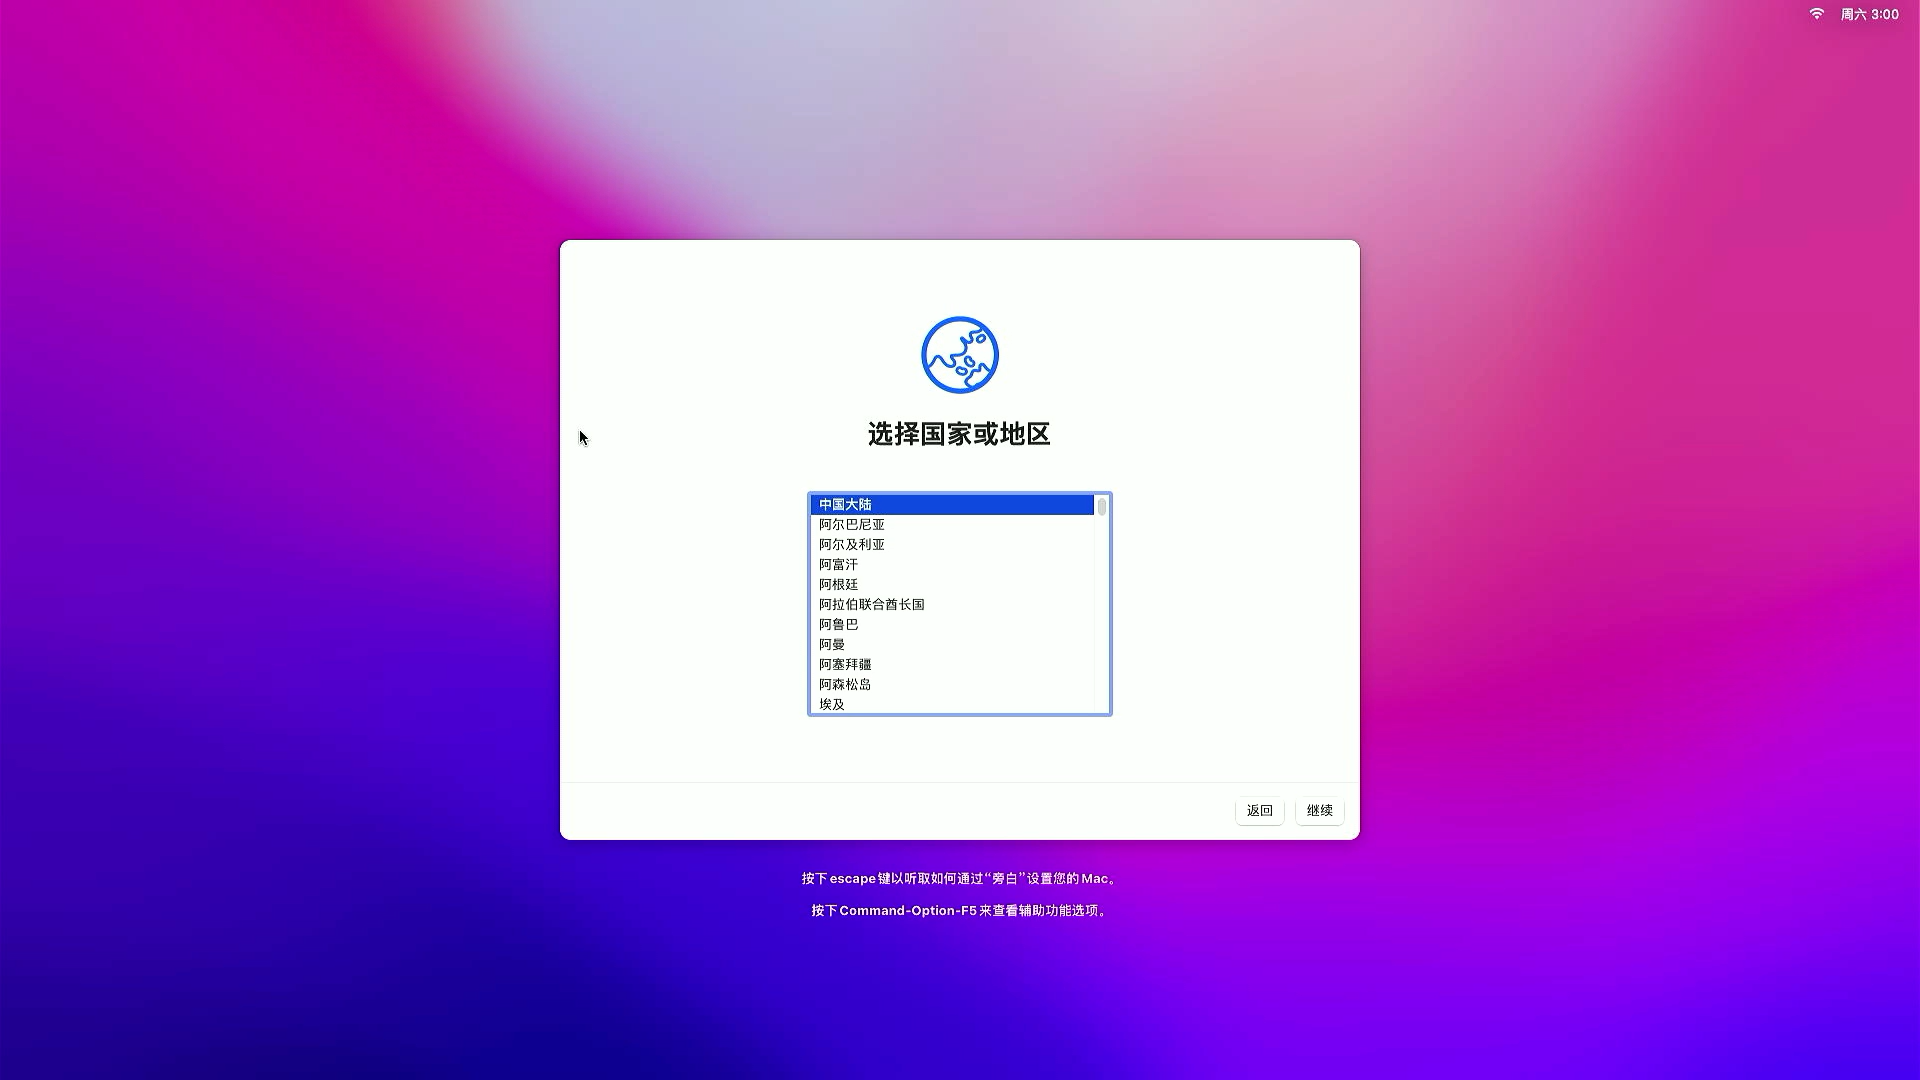 周六 3:00
选择国家或地区
中国大陆
阿尔巴尼亚
阿尔及利亚
阿富汗
阿根廷
阿拉伯联合酋长国
阿鲁巴
阿曼
阿塞拜疆
阿森松岛
埃及
返回 继续
按下 escape 键以听取如何通过“旁白”设置您的 Mac。
按下 Command-Option-F5 来查看辅助功能选项。